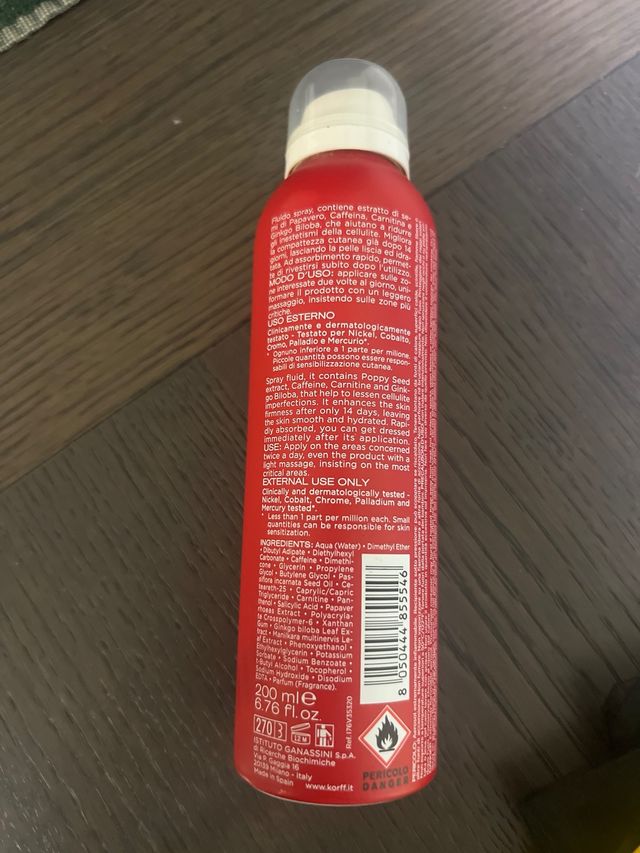 Fluido spray, contiene estratto di se-
mi di Papavero, Caffeina, Carnitina e
Ginkgo Biloba, che aiutano a ridurre
gli inestetismi della cellulite. Migliora
la compattezza cutanea già dopo 14
giorni, lasciando la pelle liscia ed idra-
tata. Ad assorbimento rapido, permet-
te di rivestirsi subito dopo l'utilizzo.
MODO D'USO: applicare sulle zo-
ne interessate due volte al giorno, uni-
formare il prodotto con un leggero
massaggio, insistendo sulle zone più
critiche.
USO ESTERNO
Clinicamente e dermatologicamente
testato - Testato per Nickel, Cobalto,
Cromo, Palladio e Mercurio*.
* Ognuno inferiore a 1 parte per milione.
Piccole quantità possono essere respon-
sabili di sensibilizzazione cutanea.
Spray fluid, it contains Poppy Seed
extract, Caffeine, Carnitine and Gink-
go Biloba, that help to lessen cellulite
imperfections. It enhances the skin
firmness after only 14 days, leaving
the skin smooth and hydrated. Rapi-
dly absorbed, you can get dressed
immediately after its application.
USE: Apply on the areas concerned
twice a day, even the product with a
light massage, insisting on the most
critical areas.
EXTERNAL USE ONLY
Clinically and dermatologically tested -
Nickel, Cobalt, Chrome, Palladium and
Mercury tested*.
* Less than 1 part per million each. Small
quantities can be responsible for skin
sensitization.
INGREDIENTS: Aqua (Water) • Dimethyl Ether
• Dibutyl Adipate • Diethylhexyl
Carbonate • Caffeine • Dimethi-
cone • Glycerin • Propylene
Glycol • Butylene Glycol • Pas-
siflora incarnata Seed Oil • Ce-
teareth-25 • Caprylic/Capric
Triglyceride • Carnitine • Pan-
thenol • Salicylic Acid • Papaver
rhoeas Extract • Polyacryla-
te Crosspolymer-6 • Xanthan
Gum • Ginkgo biloba Leaf Ex-
tract • Manilkara multinervis Le-
af Extract • Phenoxyethanol •
Ethylhexylglycerin • Potassium
Sorbate • Sodium Benzoate •
t-Butyl Alcohol • Tocopherol •
Sodium Hydroxide • Disodium
EDTA • Parfum (Fragrance).
200 ml e
6.76 fl. oz.
270 3 12 M
ISTITUTO GANASSINI S.p.A.
di Ricerche Biochimiche
Via P. Gaggia 16
20139 Milano - Italy
Made in Spain
www.korff.it
Ref. I76V35320
8 050444 855546
PERICOLO
DANGER